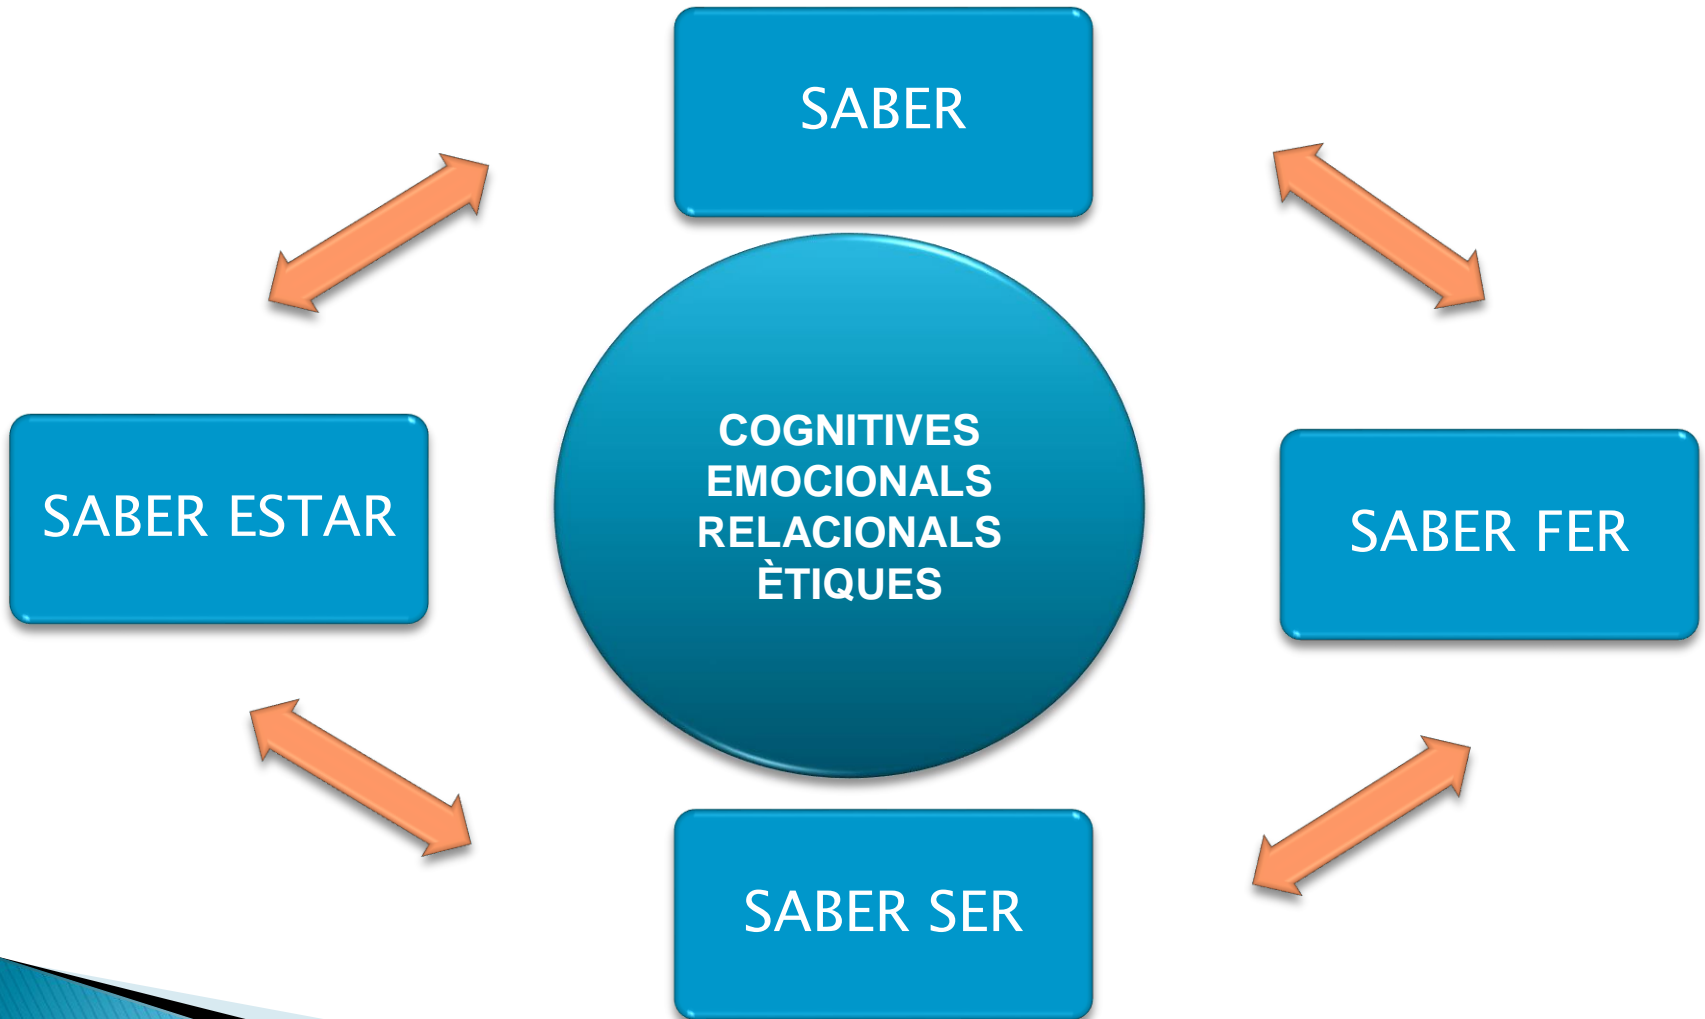 SABER
COGNITIVES
EMOCIONALS
RELACIONALS
ÈTIQUES
SABER ESTAR
SABER FER
SABER SER